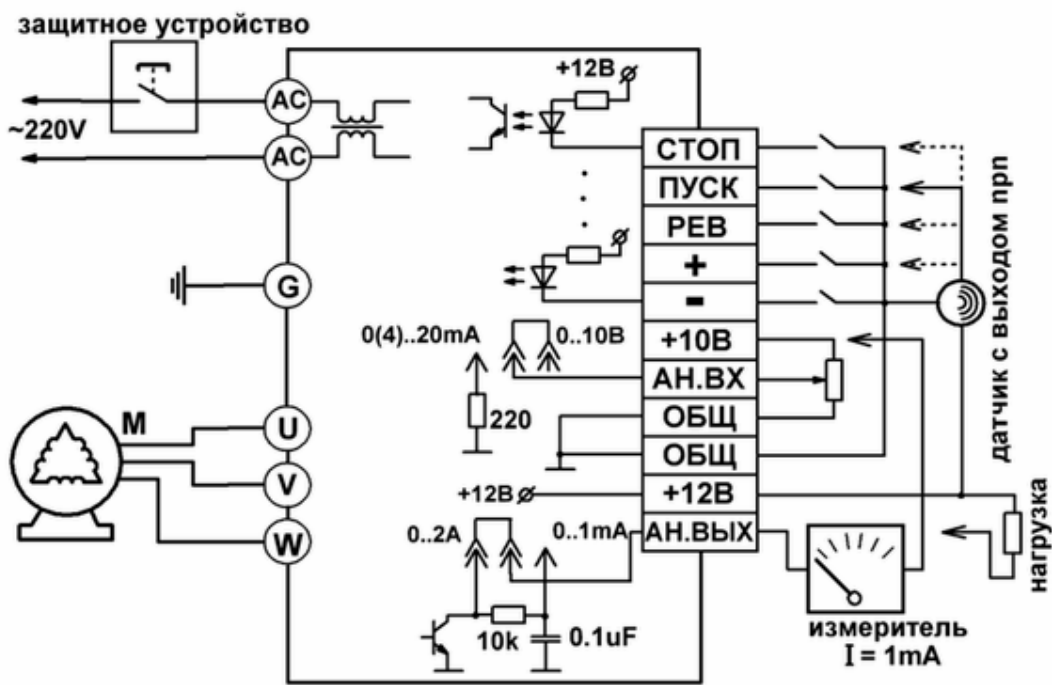 защитное устройство
~220V
AC
AC
G
M
U
V
W
+12В
СТОП
ПУСК
РЕВ
+
-
+10В
АН.ВХ
ОБЩ
ОБЩ
+12В
АН.ВЫХ
0(4)..20mA
0..10В
220
+12В
0..2A
0..1mA
10k
0.1uF
датчик с выходом npn
нагрузка
измеритель
I = 1mA